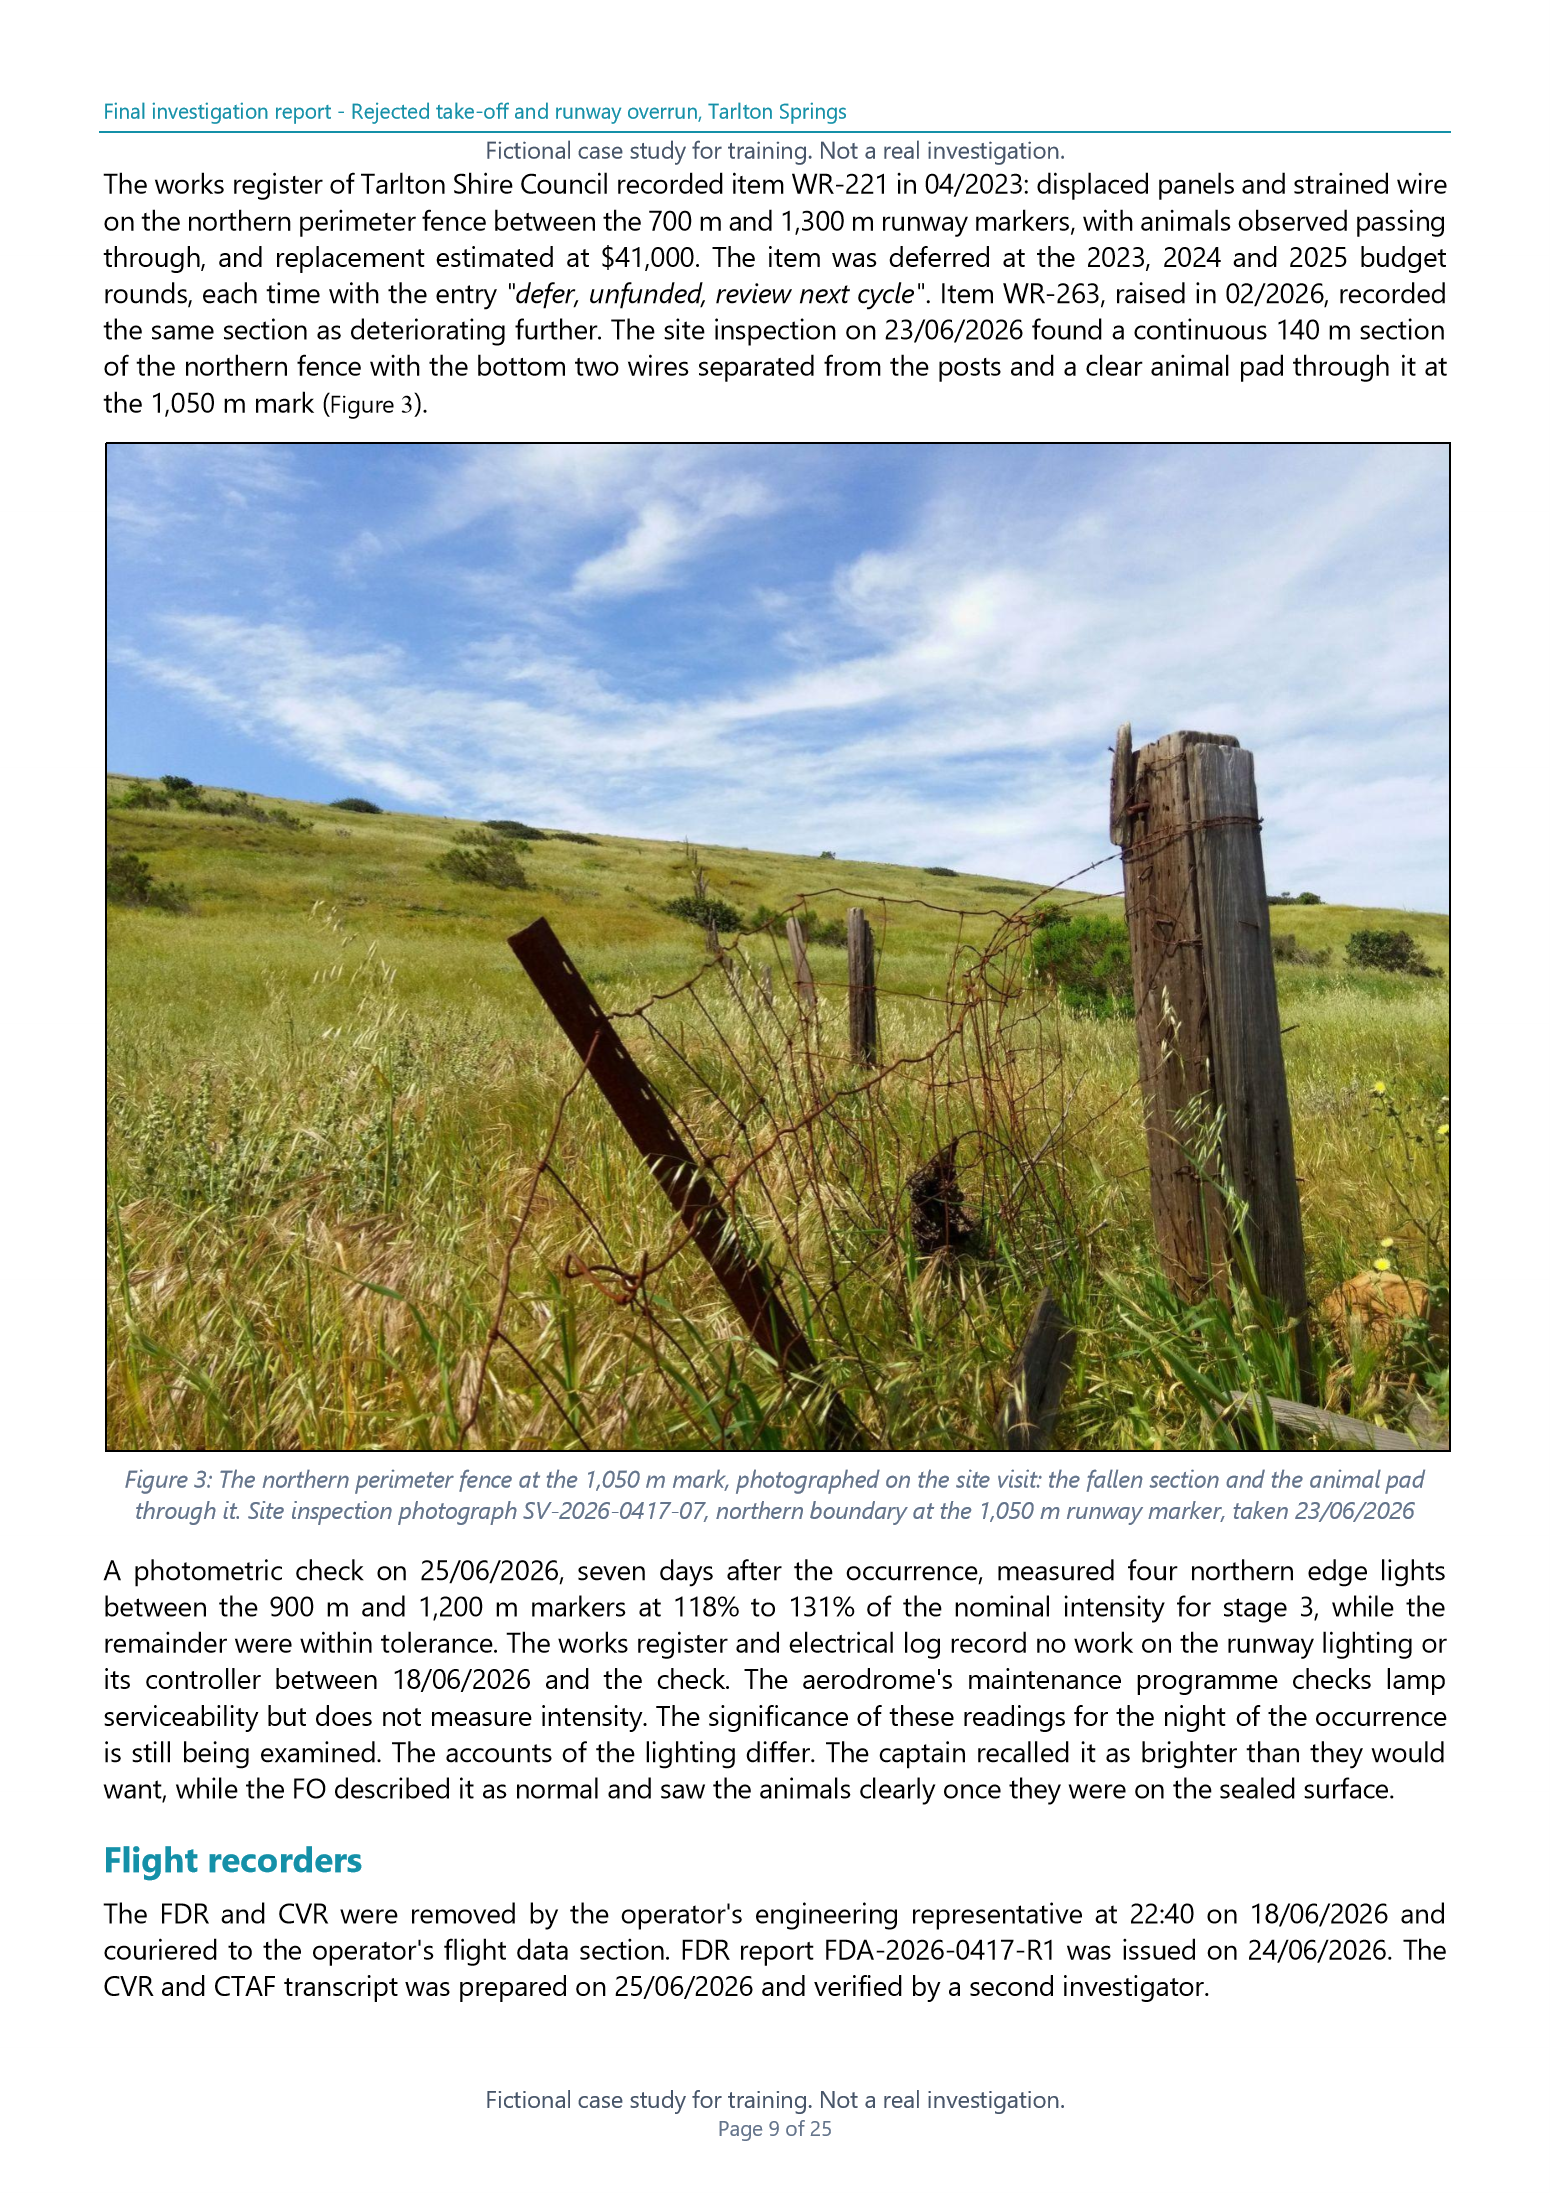 Final investigation report - Rejected take-off and runway overrun, Tarlton Springs
Fictional case study for training. Not a real investigation.
The works register of Tarlton Shire Council recorded item WR-221 in 04/2023: displaced panels and strained wire
on the northern perimeter fence between the 700 m and 1,300 m runway markers, with animals observed passing
through, and replacement estimated at $41,000. The item was deferred at the 2023, 2024 and 2025 budget
rounds, each time with the entry "defer, unfunded, review next cycle". Item WR-263, raised in 02/2026, recorded
the same section as deteriorating further. The site inspection on 23/06/2026 found a continuous 140 m section
of the northern fence with the bottom two wires separated from the posts and a clear animal pad through it at
the 1,050 m mark (Figure 3).
Figure 3: The northern perimeter fence at the 1,050 m mark, photographed on the site visit: the fallen section and the animal pad
through it. Site inspection photograph SV-2026-0417-07, northern boundary at the 1,050 m runway marker, taken 23/06/2026
A photometric check on 25/06/2026, seven days after the occurrence, measured four northern edge lights
between the 900 m and 1,200 m markers at 118% to 131% of the nominal intensity for stage 3, while the
remainder were within tolerance. The works register and electrical log record no work on the runway lighting or
its controller between 18/06/2026 and the check. The aerodrome's maintenance programme checks lamp
serviceability but does not measure intensity. The significance of these readings for the night of the occurrence
is still being examined. The accounts of the lighting differ. The captain recalled it as brighter than they would
want, while the FO described it as normal and saw the animals clearly once they were on the sealed surface.
Flight recorders
The FDR and CVR were removed by the operator's engineering representative at 22:40 on 18/06/2026 and
couriered to the operator's flight data section. FDR report FDA-2026-0417-R1 was issued on 24/06/2026. The
CVR and CTAF transcript was prepared on 25/06/2026 and verified by a second investigator.
Fictional case study for training. Not a real investigation.
Page 9 of 25